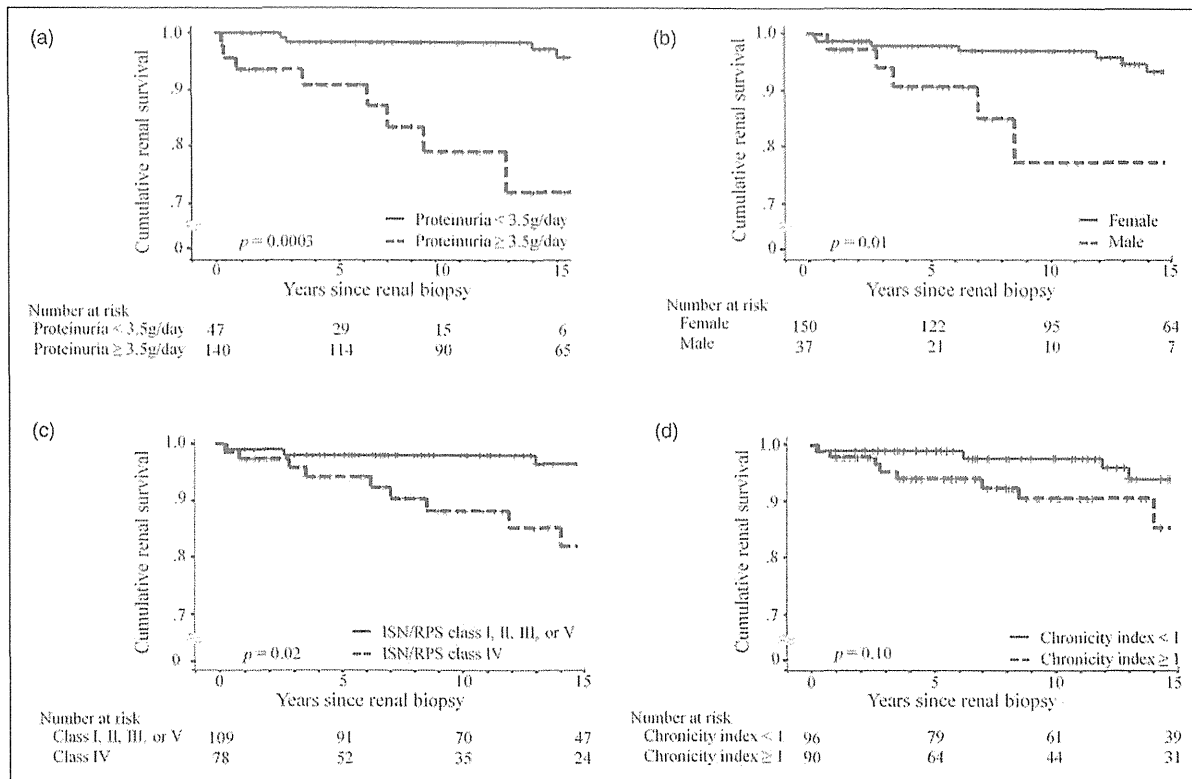 (a)
Cumulative renal survival
1.0
.9
.8
.7
0
Proteinuria < 3.5g/day
Proteinuria ≥ 3.5g/day
p = 0.0003
0 5 10 15
Years since renal biopsy
Number at risk
Proteinuria < 3.5g/day 47 29 15 6
Proteinuria ≥ 3.5g/day 140 114 90 65
(b)
Cumulative renal survival
1.0
.9
.8
.7
0
Female
Male
p = 0.01
0 5 10 15
Years since renal biopsy
Number at risk
Female 150 122 95 64
Male 37 21 10 7
(c)
Cumulative renal survival
1.0
.9
.8
.7
0
ISN/RPS class I, II, III, or V
ISN/RPS class IV
p = 0.02
0 5 10 15
Years since renal biopsy
Number at risk
Class I, II, III, or V 109 91 70 47
Class IV 78 52 35 24
(d)
Cumulative renal survival
1.0
.9
.8
.7
0
Chronicity index < 1
Chronicity index ≥ 1
p = 0.10
0 5 10 15
Years since renal biopsy
Number at risk
Chronicity index < 1 96 79 61 39
Chronicity index ≥ 1 90 64 44 31